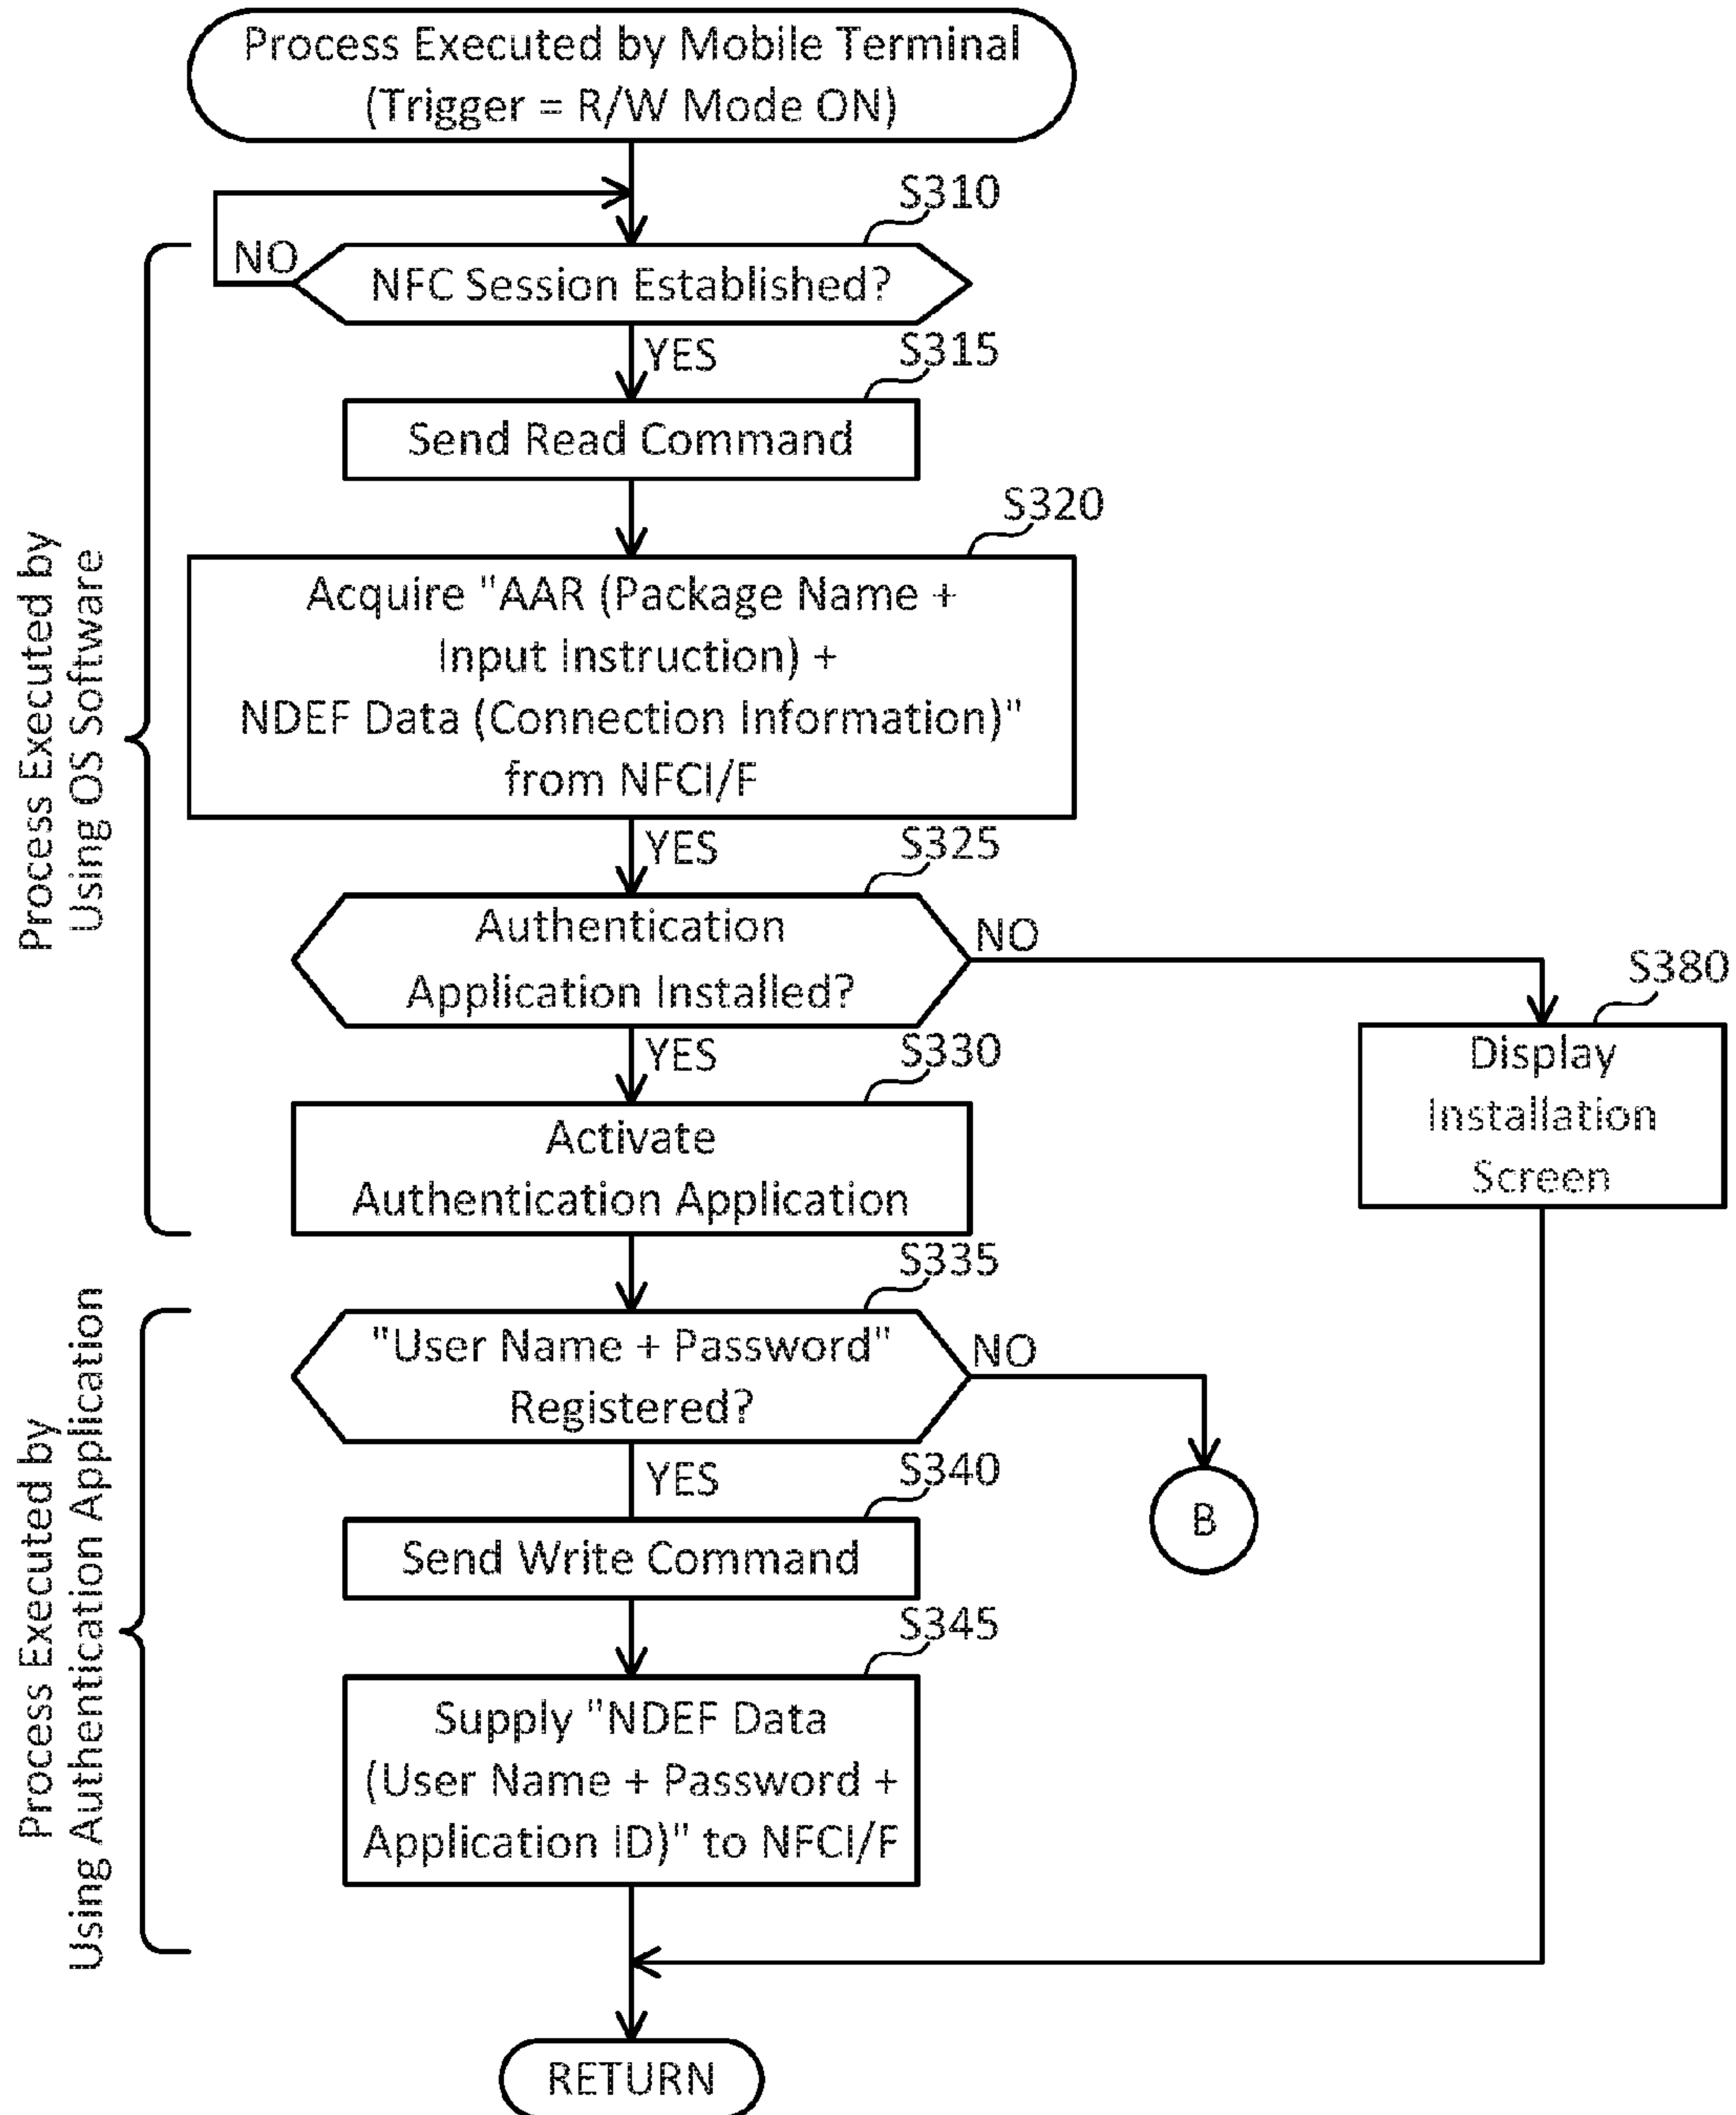 Process Executed by Mobile Terminal
(Trigger = R/W Mode ON)
S310
NO
NFC Session Established?
YES
S315
Send Read Command
S320
Acquire "AAR (Package Name +
Input Instruction) +
NDEF Data (Connection Information)"
from NFCI/F
Process Executed by
Using OS Software
YES
S325
Authentication
Application Installed?
NO
S380
Display
Installation
Screen
YES
S330
Activate
Authentication Application
S335
"User Name + Password"
Registered?
NO
B
YES
S340
Send Write Command
Process Executed by
Using Authentication Application
S345
Supply "NDEF Data
(User Name + Password +
Application ID)" to NFCI/F
RETURN